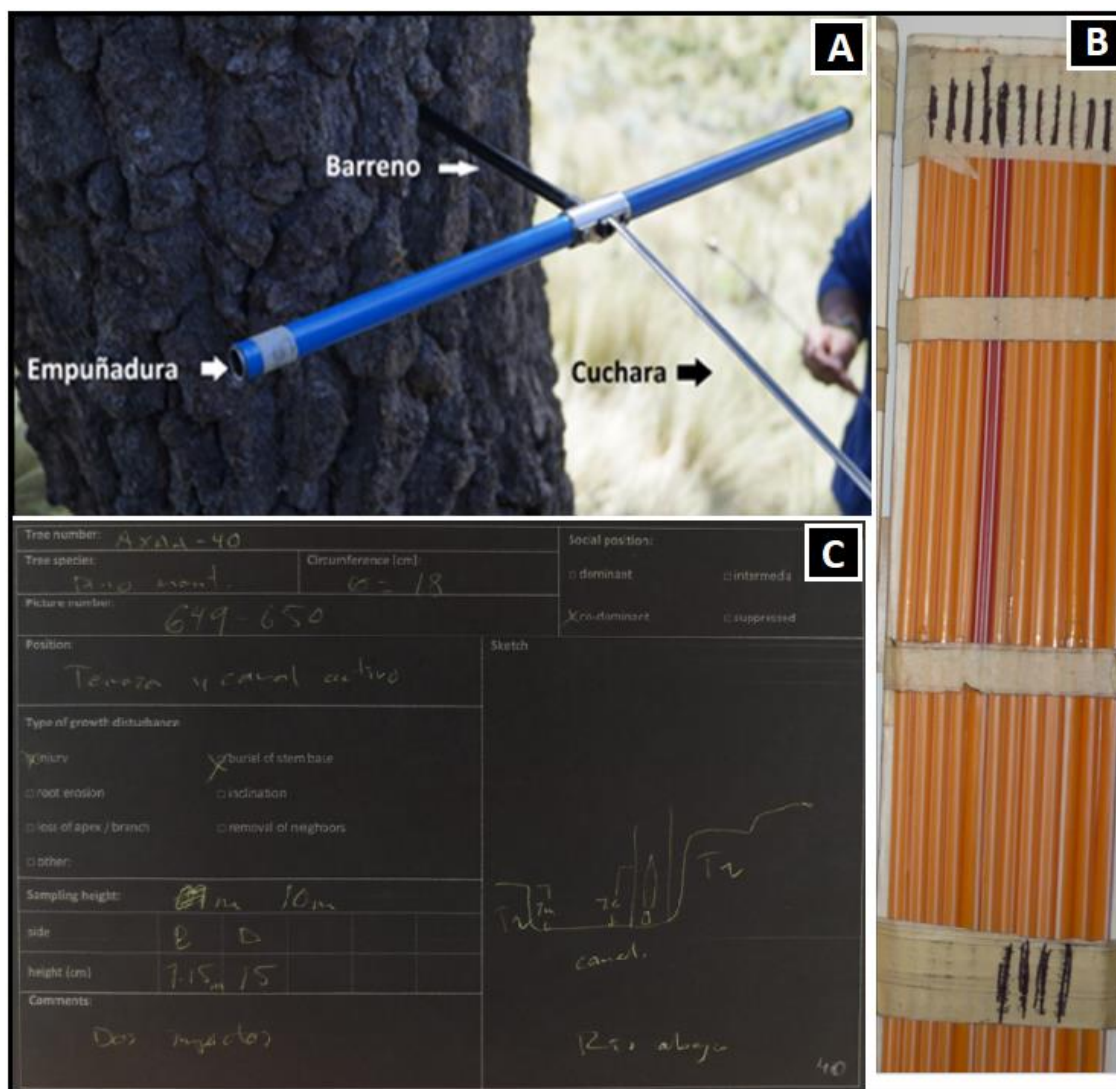 A
B
Barreno
Empuñadura
Cuchara
C
Tree number: AXAA-40
Social position:
Tree species:
Circumference (cm)
□ dominant
□ intermedia
Picture number:
649-650
co-dominant
□ suppressed
Position:
Sketch
Terraza y canal activo
Type of growth disturbance
injury
burial of stem base
□ root erosion
□ inclination
□ loss of apex / branch
□ removal of neighbors
□ other:
Sampling height:
10m
side B D
height (cm) 15
canal.
Comments:
Dos
Río abajo
40